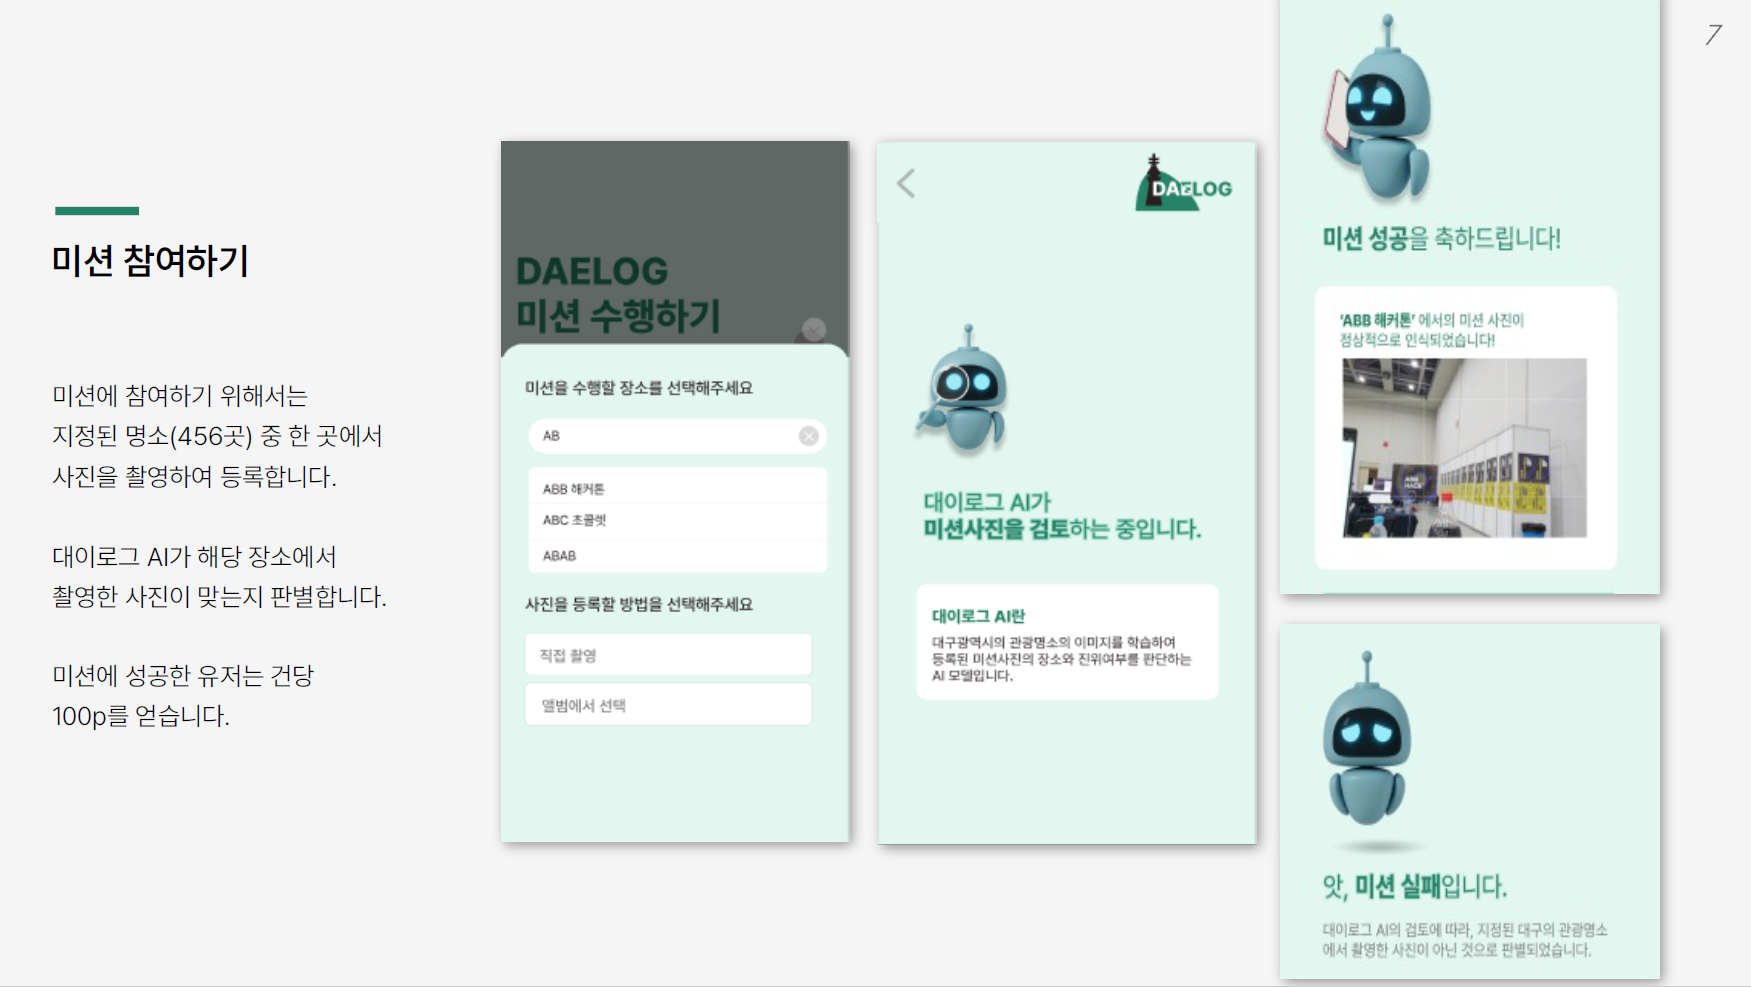 7
미션 참여하기
미션에 참여하기 위해서는
지정된 명소(456곳) 중 한 곳에서
사진을 촬영하여 등록합니다.
대이로그 AI가 해당 장소에서
촬영한 사진이 맞는지 판별합니다.
미션에 성공한 유저는 건당
100p를 얻습니다.
DAELOG
미션 수행하기
미션을 수행할 장소를 선택해주세요
AB
ABB 해커톤
ABC 초콜렛
ABAB
사진을 등록할 방법을 선택해주세요
직접 촬영
앨범에서 선택
DAELOG
대이로그 AI가
미션사진을 검토하는 중입니다.
대이로그 AI란
대구광역시의 관광명소의 이미지를 학습하여
등록된 미션사진의 장소와 진위여부를 판단하는
AI 모델입니다.
미션 성공을 축하드립니다!
'ABB 해커톤' 에서의 미션 사진이
정상적으로 인식되었습니다!
앗, 미션 실패입니다.
대이로그 AI의 검토에 따라, 지정된 대구의 관광명소
에서 촬영한 사진이 아닌 것으로 판별되었습니다.